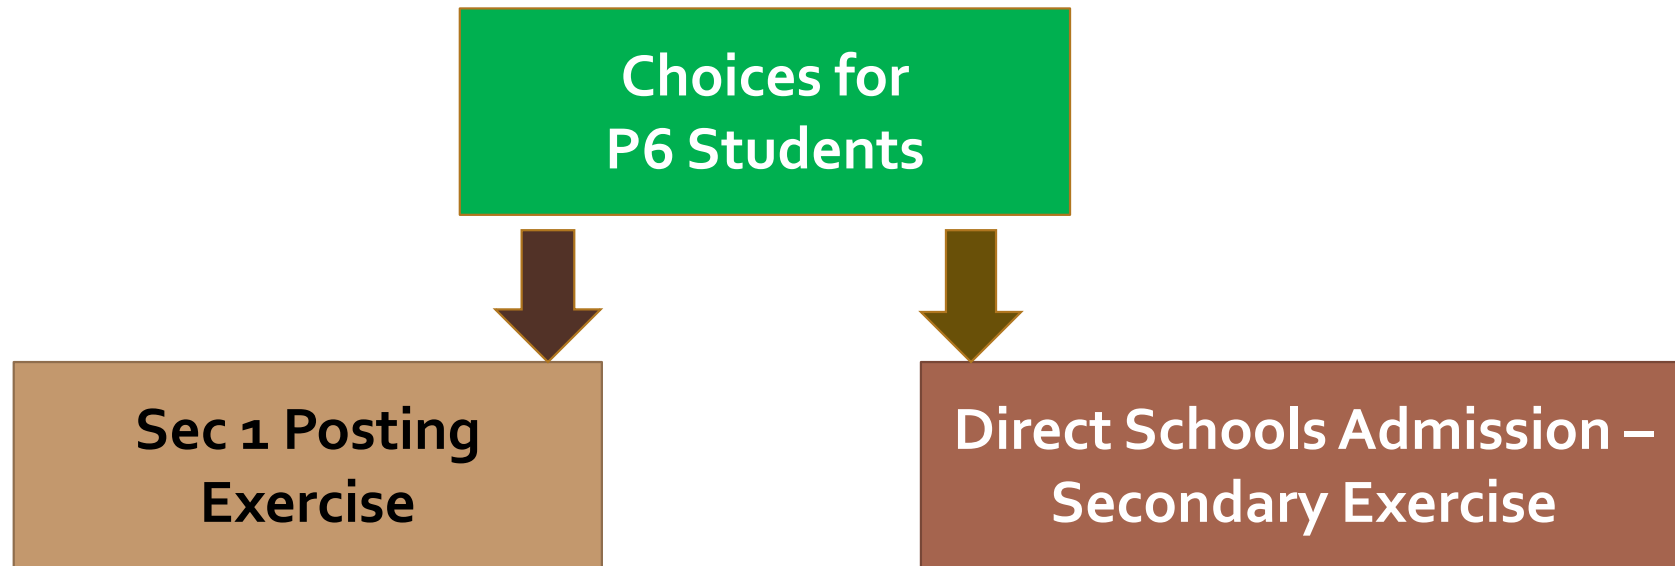 Choices for
P6 Students
Sec 1 Posting
Exercise
Direct Schools Admission –
Secondary Exercise